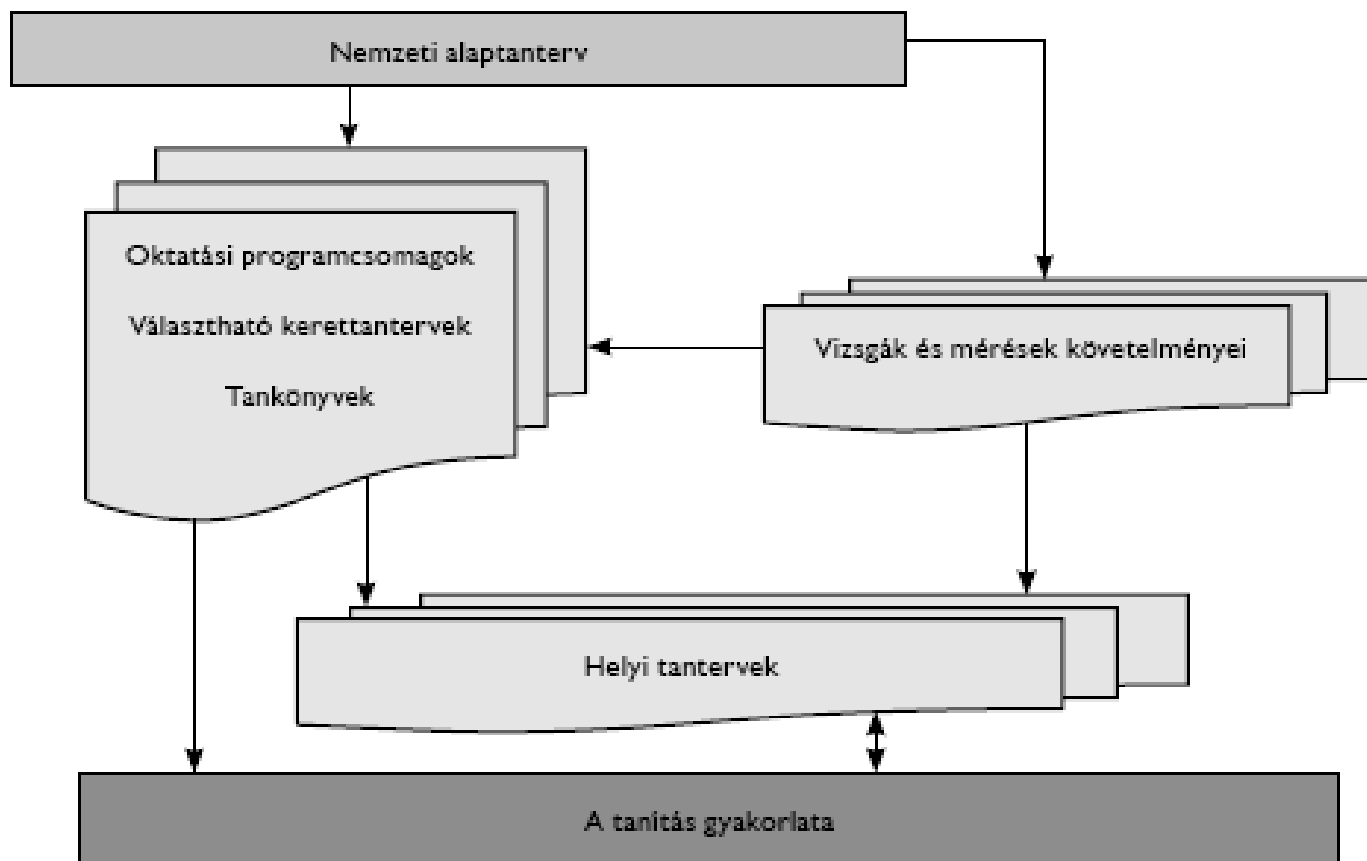 Nemzeti alaptanterv
Oktatási programcsomagok
Választható kerettantervek
Tankönyvek
Vizsgák és mérések követelményei
Helyi tantervek
A tanítás gyakorlata